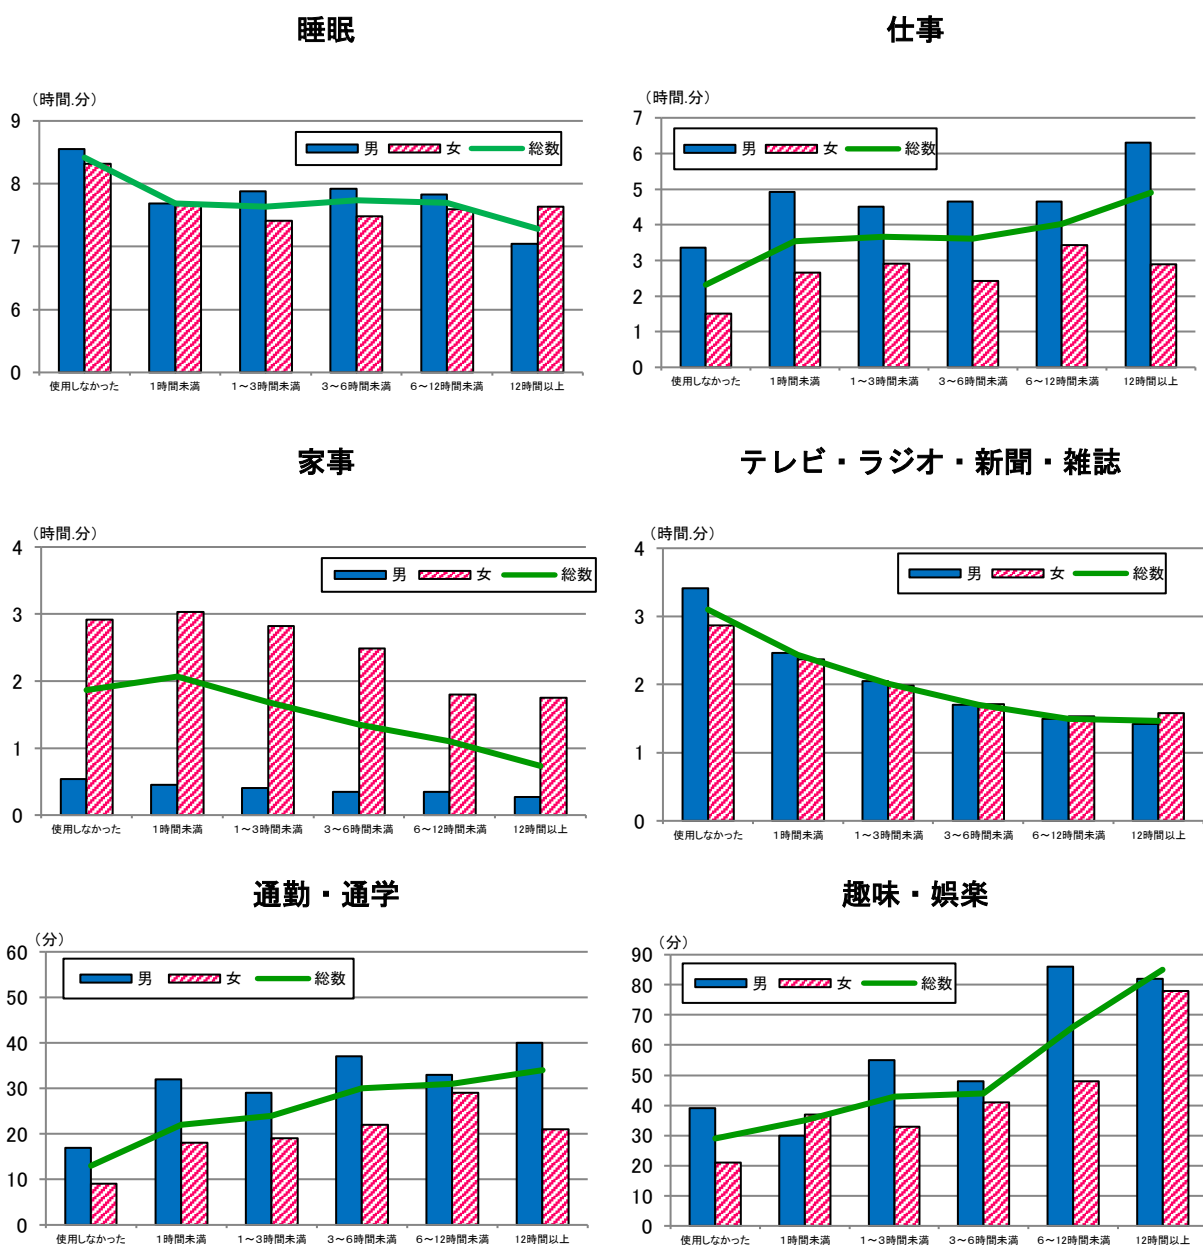 睡眠
(時間.分)
9
8
7
6
0
男 女 総数
使用しなかった 1時間未満 1～3時間未満 3～6時間未満 6～12時間未満 12時間以上
仕事
(時間.分)
7
6
5
4
3
2
1
0
男 女 総数
使用しなかった 1時間未満 1～3時間未満 3～6時間未満 6～12時間未満 12時間以上
家事
(時間.分)
4
3
2
1
0
男 女 総数
使用しなかった 1時間未満 1～3時間未満 3～6時間未満 6～12時間未満 12時間以上
テレビ・ラジオ・新聞・雑誌
(時間.分)
4
3
2
1
0
男 女 総数
使用しなかった 1時間未満 1～3時間未満 3～6時間未満 6～12時間未満 12時間以上
通勤・通学
(分)
60
50
40
30
20
10
0
男 女 総数
使用しなかった 1時間未満 1～3時間未満 3～6時間未満 6～12時間未満 12時間以上
趣味・娯楽
(分)
90
80
70
60
50
40
30
20
10
0
男 女 総数
使用しなかった 1時間未満 1～3時間未満 3～6時間未満 6～12時間未満 12時間以上